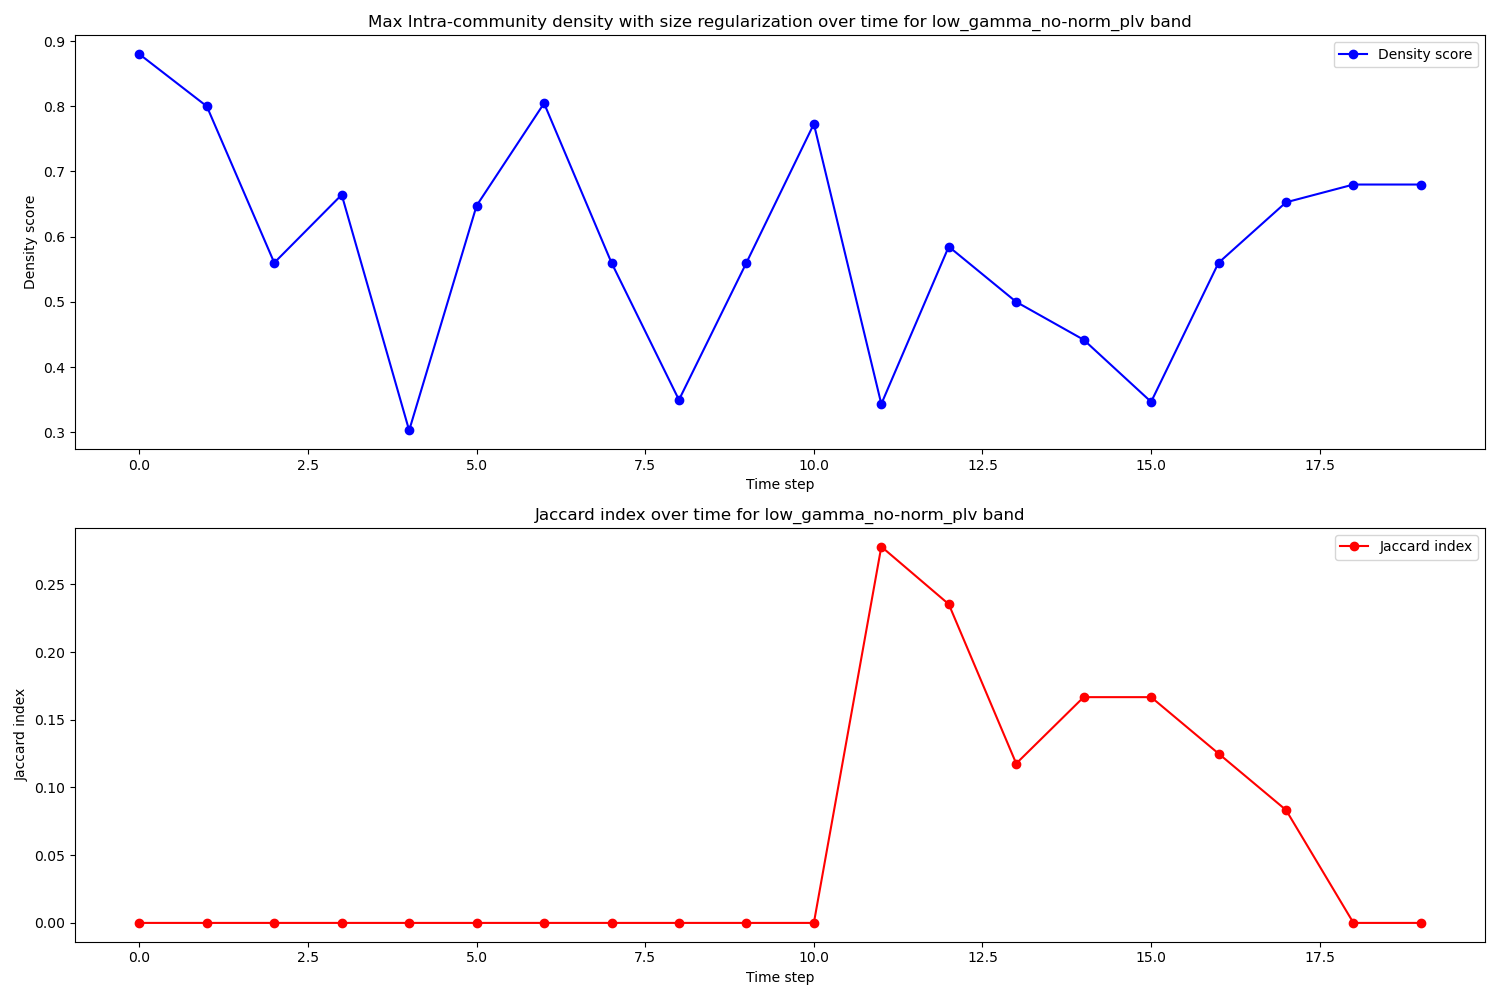 Max Intra-community density with size regularization over time for low_gamma_no-norm_plv band
Density score
0.9
0.8
0.7
0.6
0.5
0.4
0.3
Density score
0.0 2.5 5.0 7.5 10.0 12.5 15.0 17.5
Time step
Jaccard index over time for low_gamma_no-norm_plv band
Jaccard index
0.25
0.20
0.15
0.10
0.05
0.00
Jaccard index
0.0 2.5 5.0 7.5 10.0 12.5 15.0 17.5
Time step